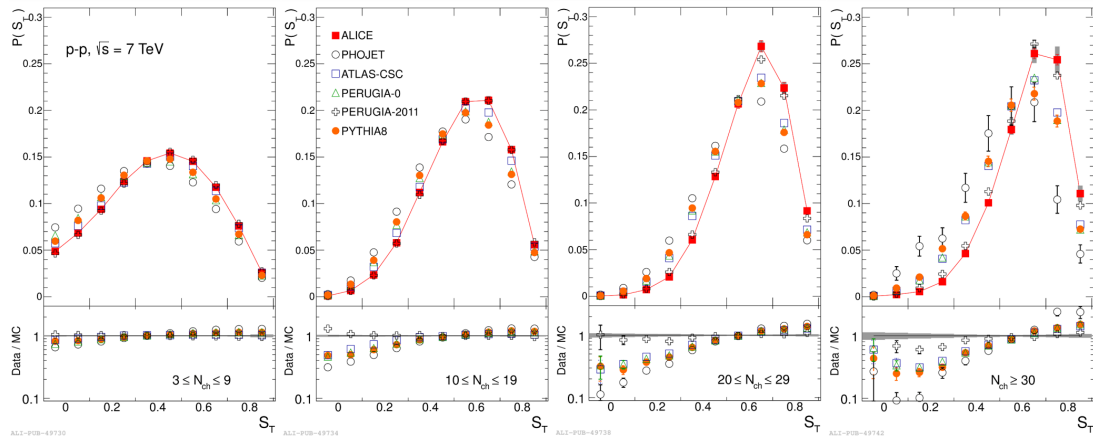 P( S_T )
0.3
0.25
0.2
0.15
0.1
0.05
0
p-p, √s = 7 TeV
Data / MC
1
0.1
3 ≤ N_ch ≤ 9
0 0.2 0.4 0.6 0.8
S_T
ALI-PUB-49730
P( S_T )
0.3
0.25
0.2
0.15
0.1
0.05
0
ALICE
PHOJET
ATLAS-CSC
PERUGIA-0
PERUGIA-2011
PYTHIA8
Data / MC
1
0.1
10 ≤ N_ch ≤ 19
0 0.2 0.4 0.6 0.8
S_T
ALI-PUB-49734
P( S_T )
0.3
0.25
0.2
0.15
0.1
0.05
0
Data / MC
1
0.1
20 ≤ N_ch ≤ 29
0 0.2 0.4 0.6 0.8
S_T
ALI-PUB-49738
P( S_T )
0.3
0.25
0.2
0.15
0.1
0.05
0
Data / MC
1
0.1
N_ch ≥ 30
0 0.2 0.4 0.6 0.8
S_T
ALI-PUB-49742